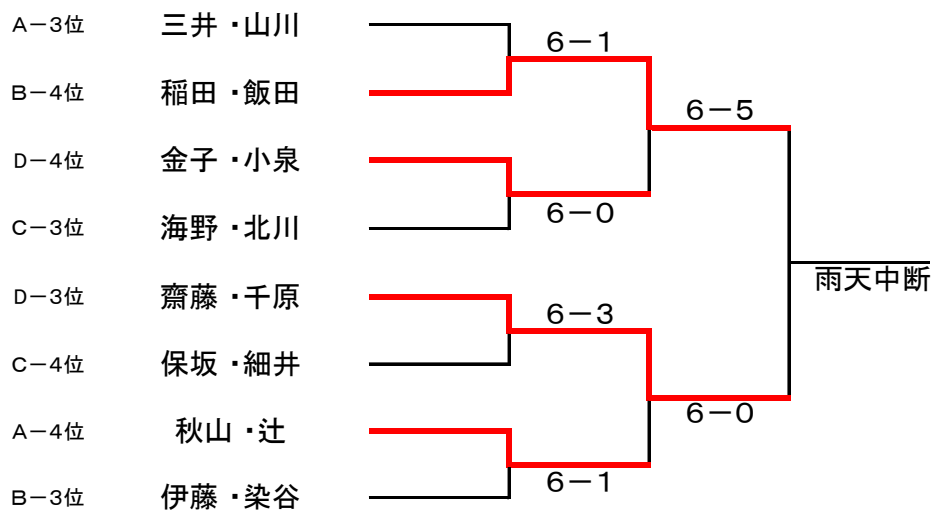 A－3位 三井・山川
6－1
B－4位 稲田・飯田
6－5
D－4位 金子・小泉
6－0
C－3位 海野・北川
雨天中断
D－3位 齋藤・千原
6－3
C－4位 保坂・細井
6－0
A－4位 秋山・辻
6－1
B－3位 伊藤・染谷